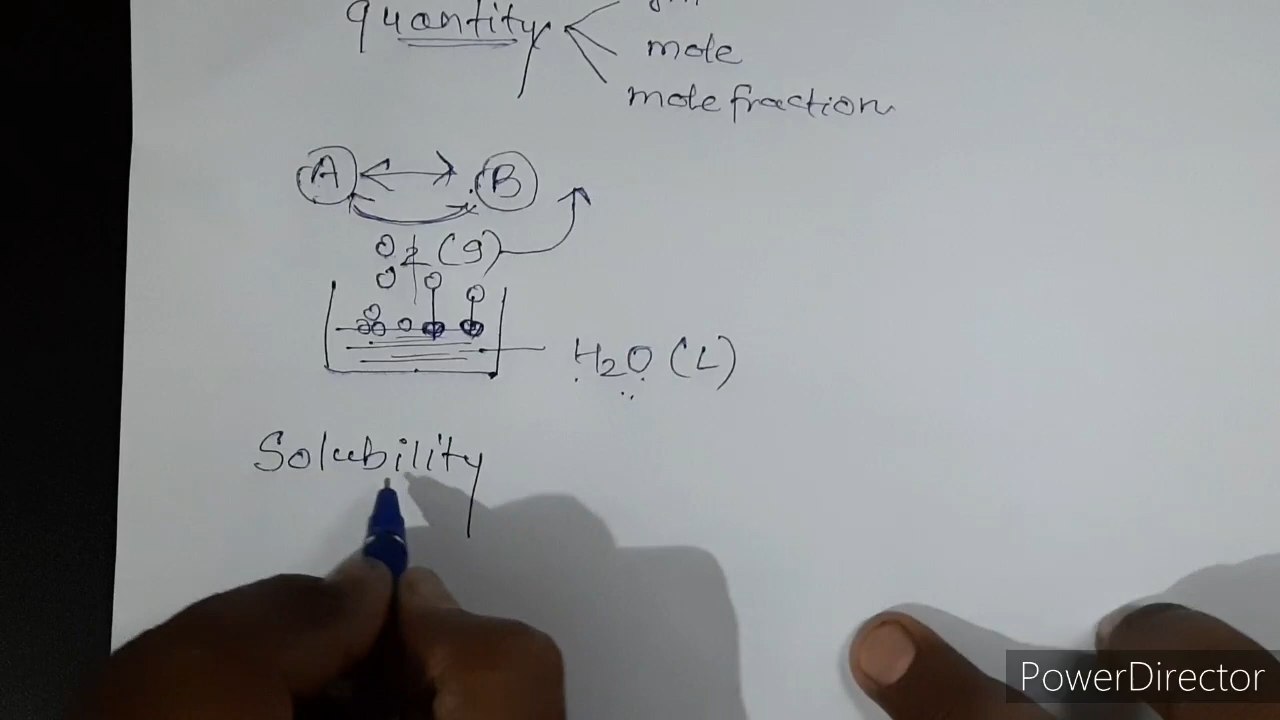 quantity
mole
mole fraction
A B
O2 (g)
H2O (L)
Solubility
PowerDirector